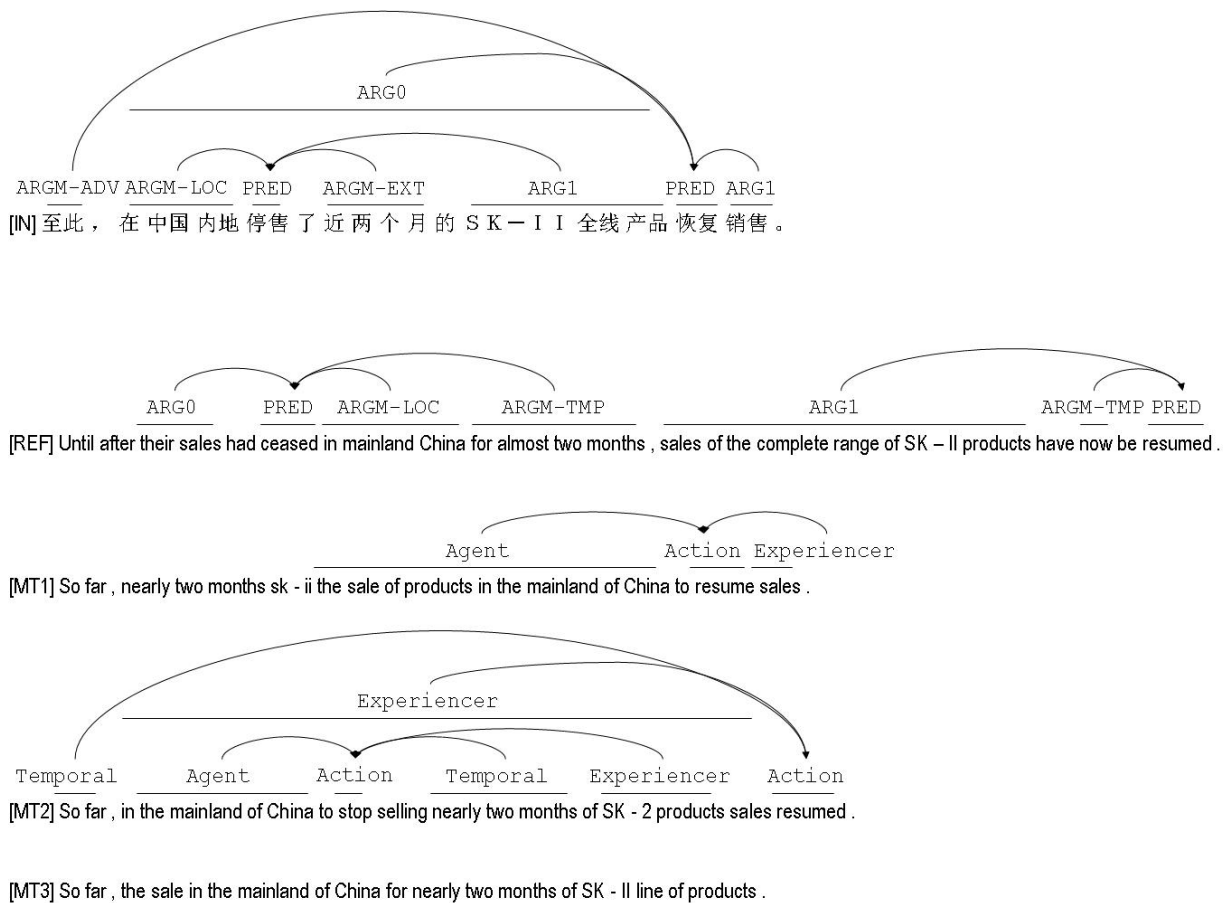 ARG0
ARGM-ADV ARGM-LOC PRED ARGM-EXT ARG1 PRED ARG1
[IN] 至此 ， 在 中国 内地 停售 了 近 两 个 月 的 ＳＫ－ＩＩ 全线 产品 恢复 销售 。
ARG0 PRED ARGM-LOC ARGM-TMP ARG1 ARGM-TMP PRED
[REF] Until after their sales had ceased in mainland China for almost two months , sales of the complete range of SK – II products have now be resumed .
Agent Action Experiencer
[MT1] So far , nearly two months sk - ii the sale of products in the mainland of China to resume sales .
Experiencer
Temporal Agent Action Temporal Experiencer Action
[MT2] So far , in the mainland of China to stop selling nearly two months of SK - 2 products sales resumed .
[MT3] So far , the sale in the mainland of China for nearly two months of SK - II line of products .